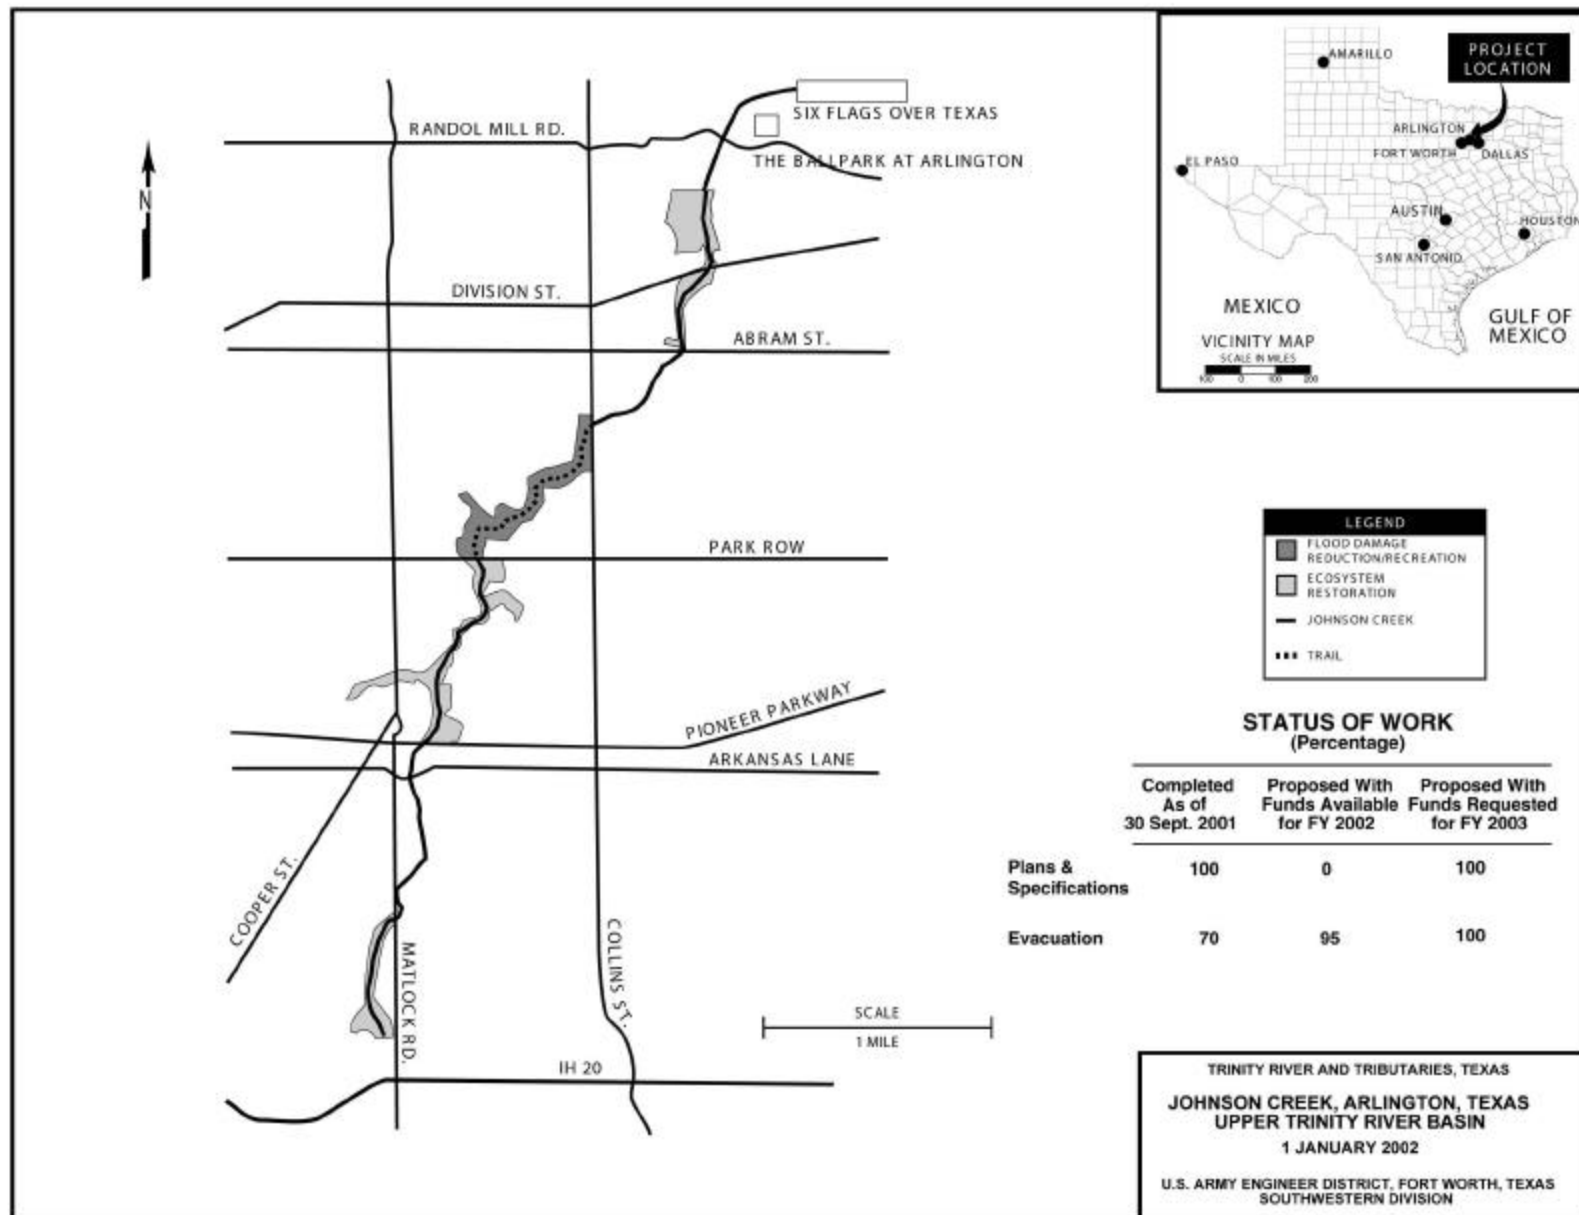 RANDOL MILL RD.
SIX FLAGS OVER TEXAS
THE BALLPARK AT ARLINGTON
N
DIVISION ST.
ABRAM ST.
PARK ROW
PIONEER PARKWAY
ARKANSAS LANE
COOPER ST.
MATLOCK RD.
COLLINS ST.
IH 20
SCALE
1 MILE
PROJECT
LOCATION
AMARILLO
ARLINGTON
FORT WORTH
DALLAS
EL PASO
AUSTIN
HOUSTON
SAN ANTONIO
MEXICO
GULF OF
MEXICO
VICINITY MAP
SCALE IN MILES
100 0 100 200
LEGEND
FLOOD DAMAGE
REDUCTION/RECREATION
ECOSYSTEM
RESTORATION
JOHNSON CREEK
TRAIL
STATUS OF WORK
(Percentage)
Completed Proposed With Proposed With
As of Funds Available Funds Requested
30 Sept. 2001 for FY 2002 for FY 2003
Plans & 100 0 100
Specifications
Evacuation 70 95 100
TRINITY RIVER AND TRIBUTARIES, TEXAS
JOHNSON CREEK, ARLINGTON, TEXAS
UPPER TRINITY RIVER BASIN
1 JANUARY 2002
U.S. ARMY ENGINEER DISTRICT, FORT WORTH, TEXAS
SOUTHWESTERN DIVISION